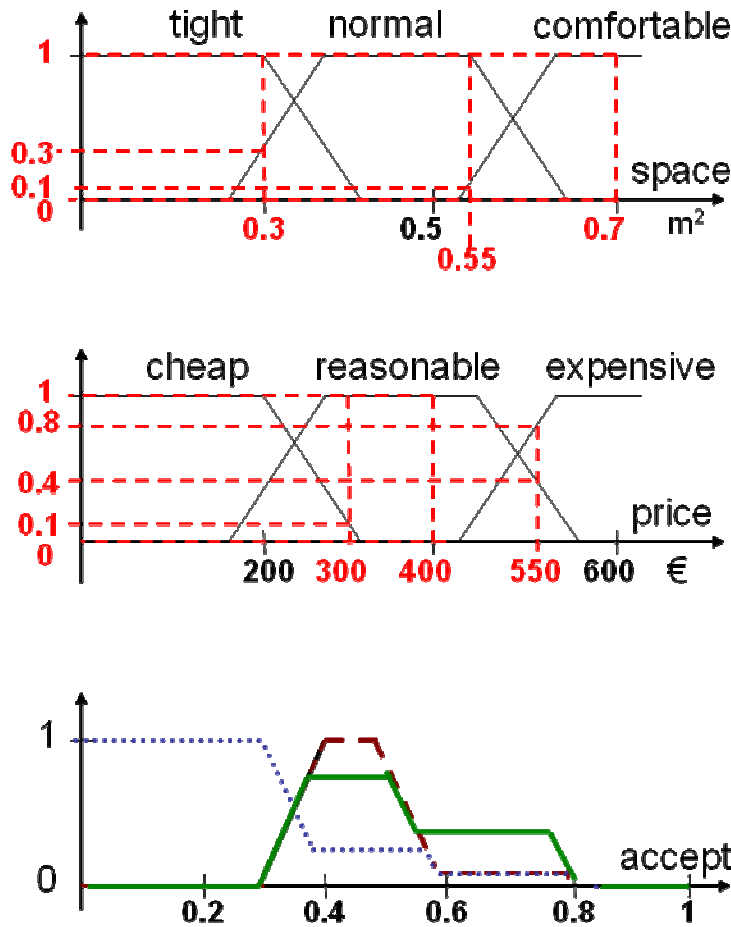 tight normal comfortable
1
0.3
0.1
0
space
0.3 0.5 0.7 m²
0.55
cheap reasonable expensive
1
0.8
0.4
0.1
0
price
200 300 400 550 600 €
1
0
accept
0.2 0.4 0.6 0.8 1